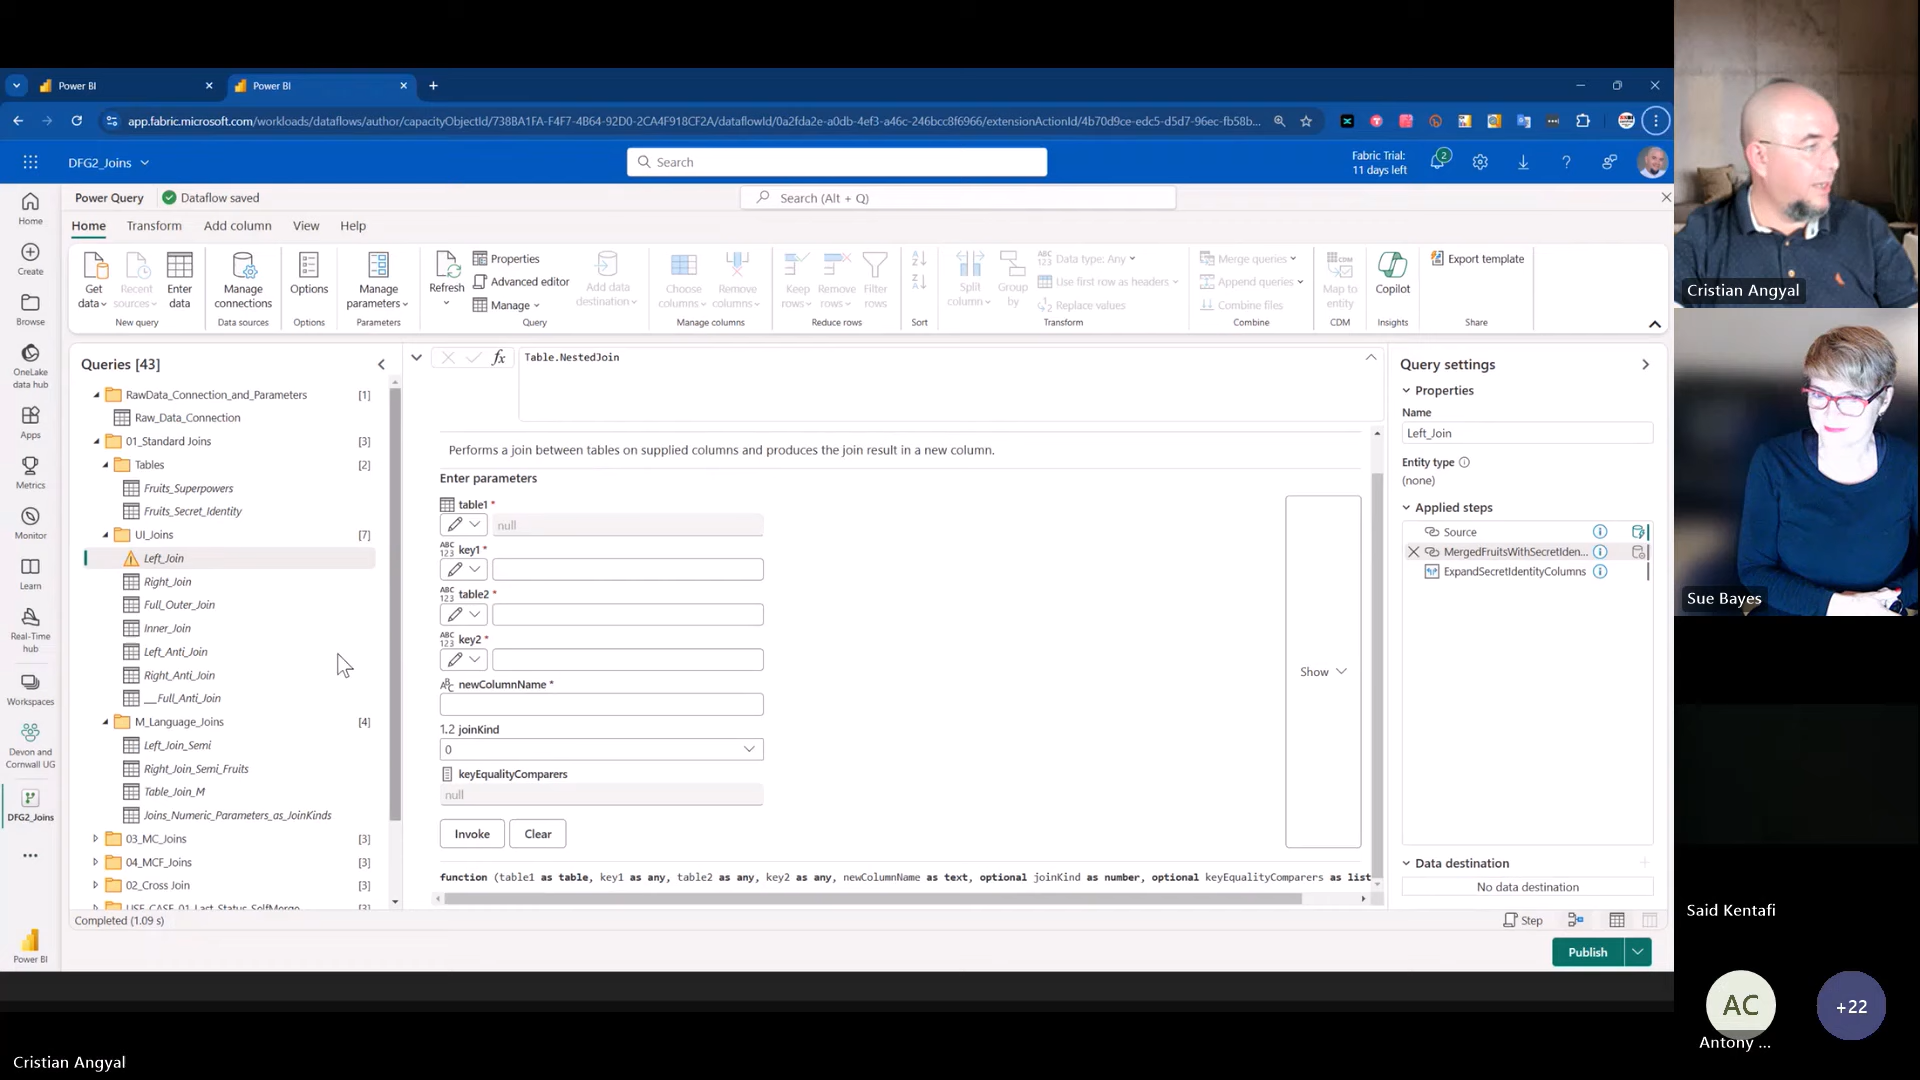 Power BI
Power BI
app.fabric.microsoft.com/workloads/dataflows/author/capacityObjectId/738BA1FA-F4F7-4B64-92D0-2CA4F918CF2A/dataflowId/0a2fda2e-a0db-4ef3-a46c-246bcc8f6966/extensionActionId/4b70d9ce-edc5-d5d7-96ec-fb58b...
DFG2_Joins
Search
Fabric Trial:
11 days left
2
Power Query
Dataflow saved
Search (Alt + Q)
Home
Transform
Add column
View
Help
Get data
Recent sources
Enter data
New query
Manage connections
Data sources
Options
Options
Manage parameters
Parameters
Refresh
Properties
Advanced editor
Manage
Query
Add data destination
Choose columns
Remove columns
Manage columns
Keep rows
Remove rows
Filter rows
Reduce rows
Sort
Split column
Group by
Data type: Any
Use first row as headers
Replace values
Transform
Merge queries
Append queries
Combine files
Combine
Map to entity
CDM
Copilot
Insights
Export template
Share
Home
Create
Browse
OneLake data hub
Apps
Metrics
Monitor
Learn
Real-Time hub
Workspaces
Devon and Cornwall UG
DFG2_Joins
Power BI
Queries [43]
RawData_Connection_and_Parameters [1]
Raw_Data_Connection
01_Standard Joins [3]
Tables [2]
Fruits_Superpowers
Fruits_Secret_Identity
UI_Joins [7]
Left_Join
Right_Join
Full_Outer_Join
Inner_Join
Left_Anti_Join
Right_Anti_Join
__Full_Anti_Join
M_Language_Joins [4]
Left_Join_Semi
Right_Join_Semi_Fruits
Table_Join_M
Joins_Numeric_Parameters_as_JoinKinds
03_MC_Joins [3]
04_MCF_Joins [3]
02_Cross Join [3]
USE_CASE_01_Last_Status_SelfMerge [3]
Completed (1.09 s)
fx
Table.NestedJoin
Performs a join between tables on supplied columns and produces the join result in a new column.
Enter parameters
table1 *
null
ABC 123 key1 *
ABC 123 table2 *
ABC 123 key2 *
newColumnName *
1.2 joinKind
0
keyEqualityComparers
null
Invoke
Clear
Show
function (table1 as table, key1 as any, table2 as any, key2 as any, newColumnName as text, optional joinKind as number, optional keyEqualityComparers as list
Query settings
Properties
Name
Left_Join
Entity type
(none)
Applied steps
Source
MergedFruitsWithSecretIden...
ExpandSecretIdentityColumns
Data destination
No data destination
Step
Publish
Cristian Angyal
Sue Bayes
Said Kentafi
AC
+22
Antony ...
Cristian Angyal